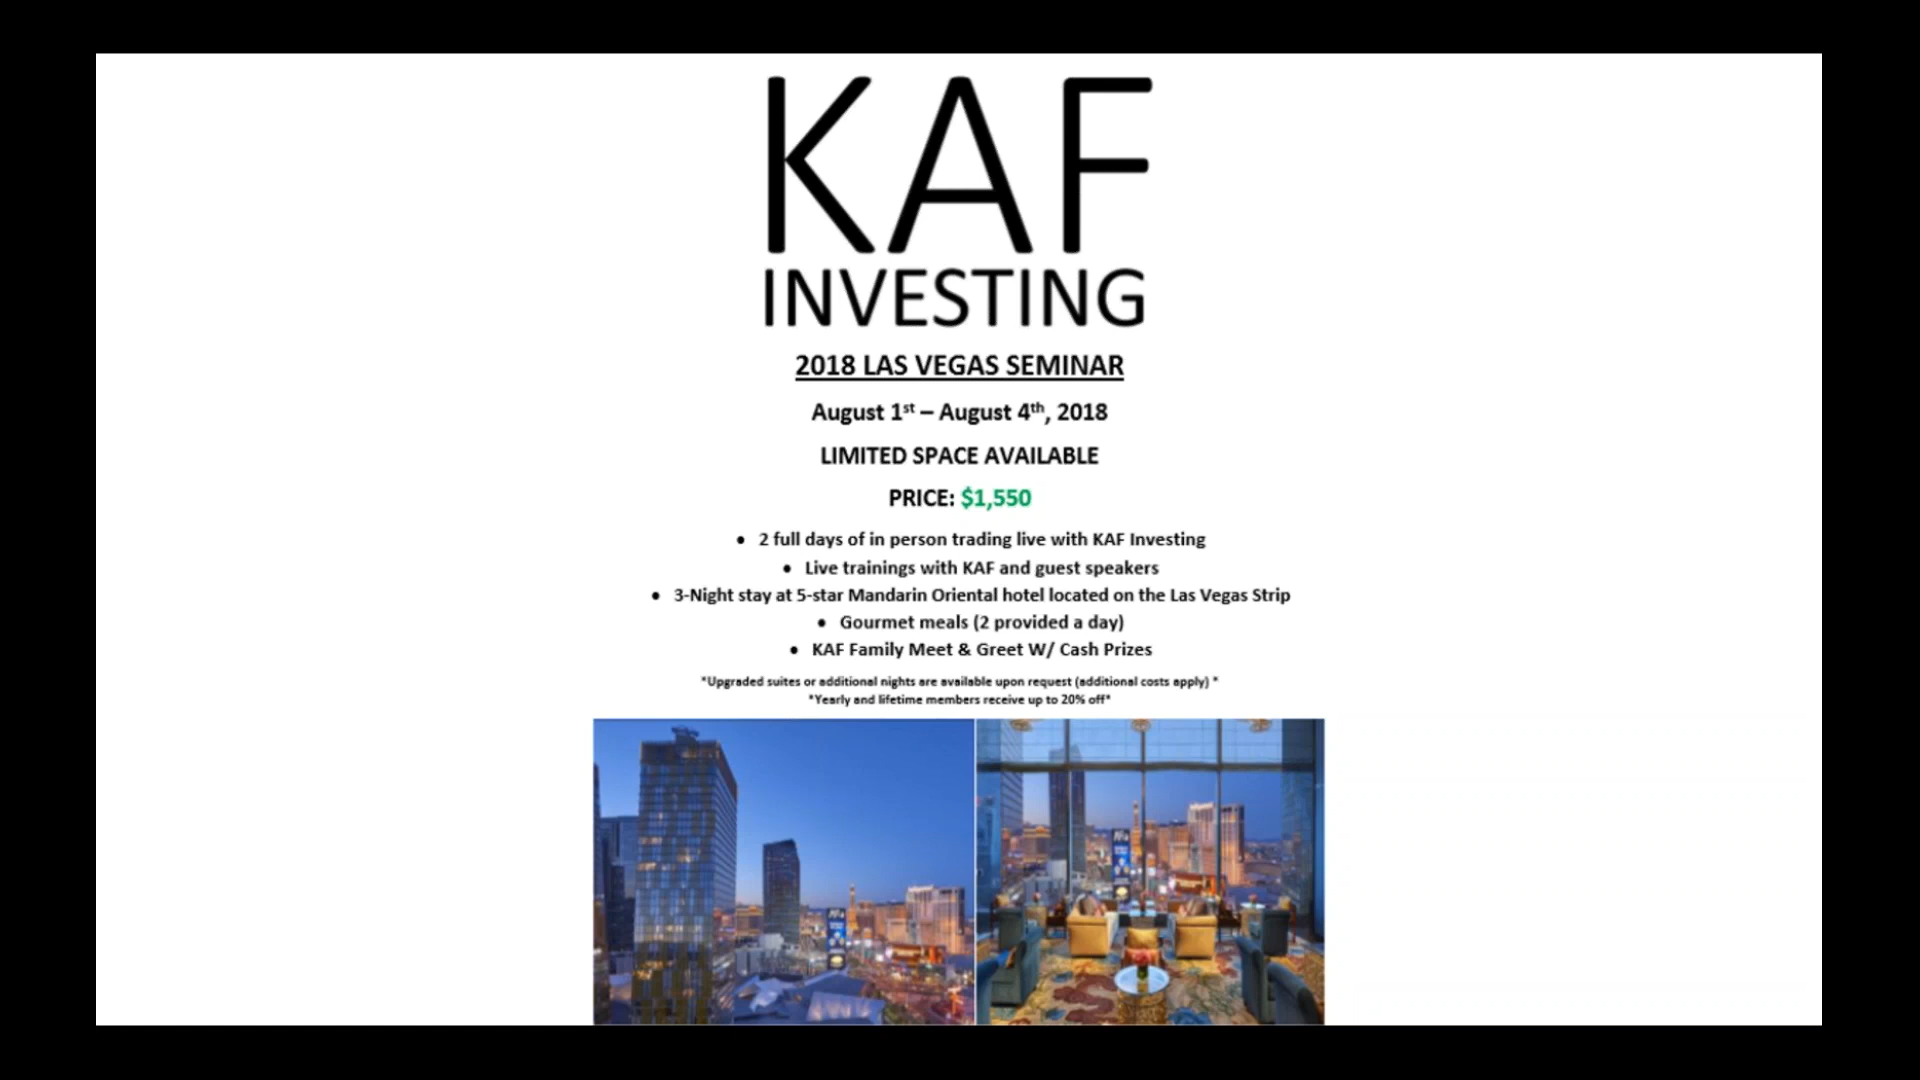 KAF
INVESTING
2018 LAS VEGAS SEMINAR
August 1st – August 4th, 2018
LIMITED SPACE AVAILABLE
PRICE: $1,550
• 2 full days of in person trading live with KAF Investing
• Live trainings with KAF and guest speakers
• 3-Night stay at 5-star Mandarin Oriental hotel located on the Las Vegas Strip
• Gourmet meals (2 provided a day)
• KAF Family Meet & Greet W/ Cash Prizes
*Upgraded suites or additional nights are available upon request (additional costs apply) *
*Yearly and lifetime members receive up to 20% off*